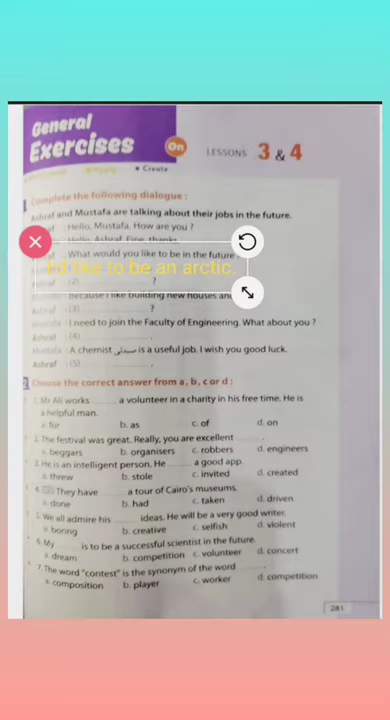 General
Exercises
On
LESSONS 3 & 4
Apply
• Create
Complete the following dialogue :
Ashraf and Mustafa are talking about their jobs in the future.
: Hello, Mustafa. How are you ?
: Hello, Ashraf. Fine, thanks.
: What would you like to be in the future
I'd like to be an arctic.
: (2) ?
: Because I like building new houses and
Ashraf : (3) ?
Mustafa : I need to join the Faculty of Engineering. What about you ?
Ashraf : (4) .
Mustafa : A chemist صيدلي is a useful job. I wish you good luck.
Ashraf : (5) .
2 Choose the correct answer from a, b, c or d :
1. Mr Ali works a volunteer in a charity in his free time. He is
a helpful man.
a. for b. as c. of d. on
2. The festival was great. Really, you are excellent .
a. beggars b. organisers c. robbers d. engineers
3. He is an intelligent person. He a good app.
a. threw b. stole c. invited d. created
4. They have a tour of Cairo's museums.
a. done b. had c. taken d. driven
5. We all admire his ideas. He will be a very good writer.
a. boring b. creative c. selfish d. violent
6. My is to be a successful scientist in the future.
a. dream b. competition c. volunteer d. concert
7. The word "contest" is the synonym of the word .
a. composition b. player c. worker d. competition
281